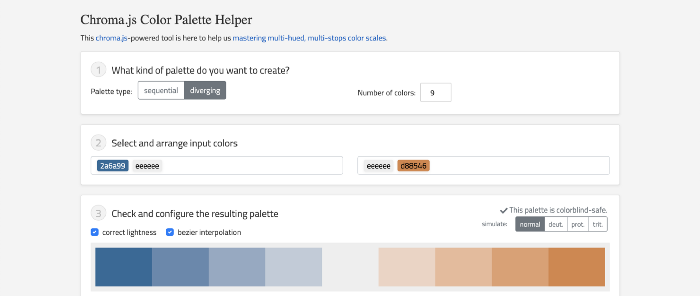 Chroma.js Color Palette Helper
This chroma.js-powered tool is here to help us mastering multi-hued, multi-stops color scales.
1 What kind of palette do you want to create?
Palette type: sequential diverging Number of colors: 9
2 Select and arrange input colors
2a6a99 eeeeee eeeeee d88546
3 Check and configure the resulting palette
This palette is colorblind-safe.
correct lightness bezier interpolation simulate: normal deut. prot. trit.